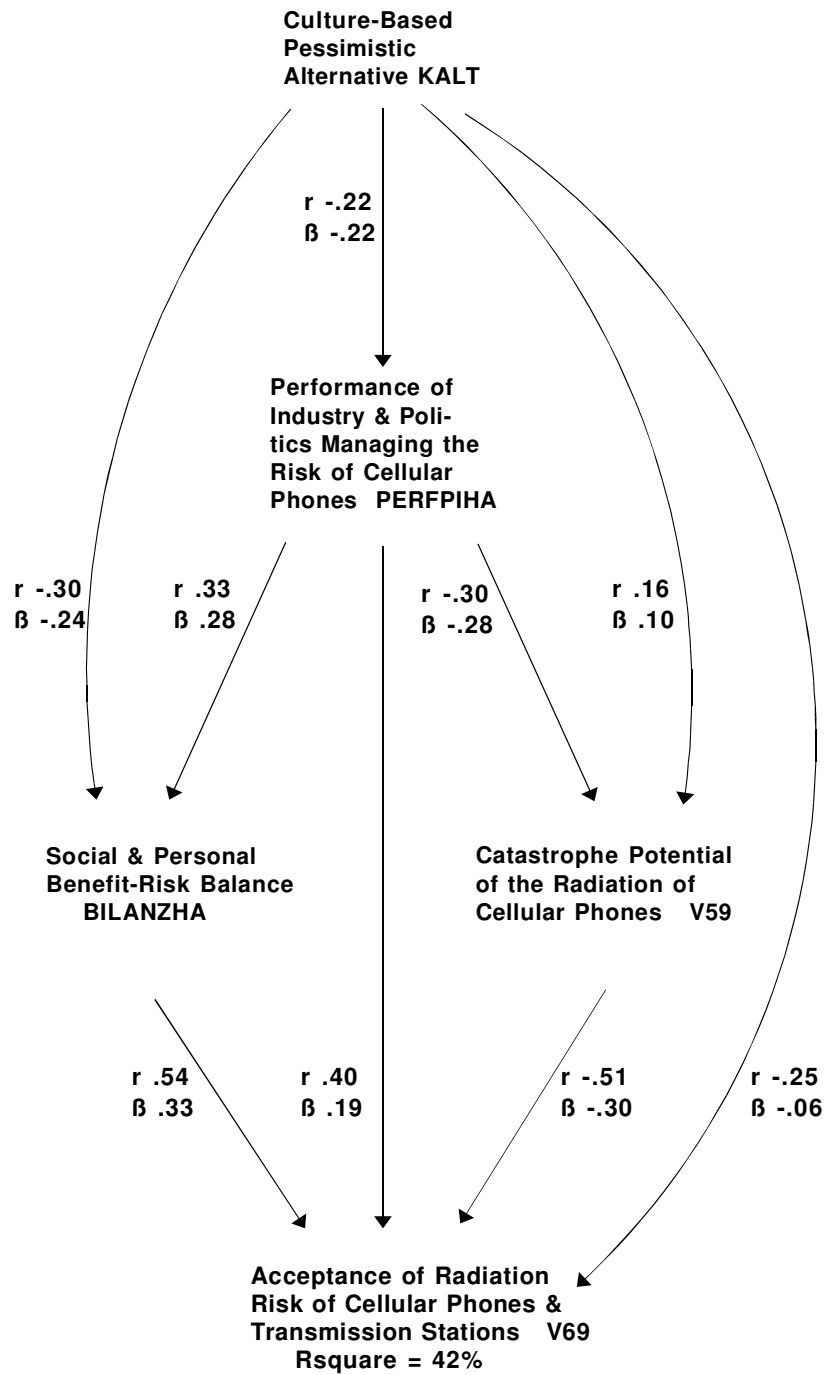 Culture-Based
Pessimistic
Alternative KALT
r -.22
ß -.22
Performance of
Industry & Poli-
tics Managing the
Risk of Cellular
Phones PERFPIHA
r -.30
ß -.24
r .33
ß .28
r -.30
ß -.28
r .16
ß .10
Social & Personal
Benefit-Risk Balance
BILANZHA
Catastrophe Potential
of the Radiation of
Cellular Phones V59
r .54
ß .33
r .40
ß .19
r -.51
ß -.30
r -.25
ß -.06
Acceptance of Radiation
Risk of Cellular Phones &
Transmission Stations V69
Rsquare = 42%